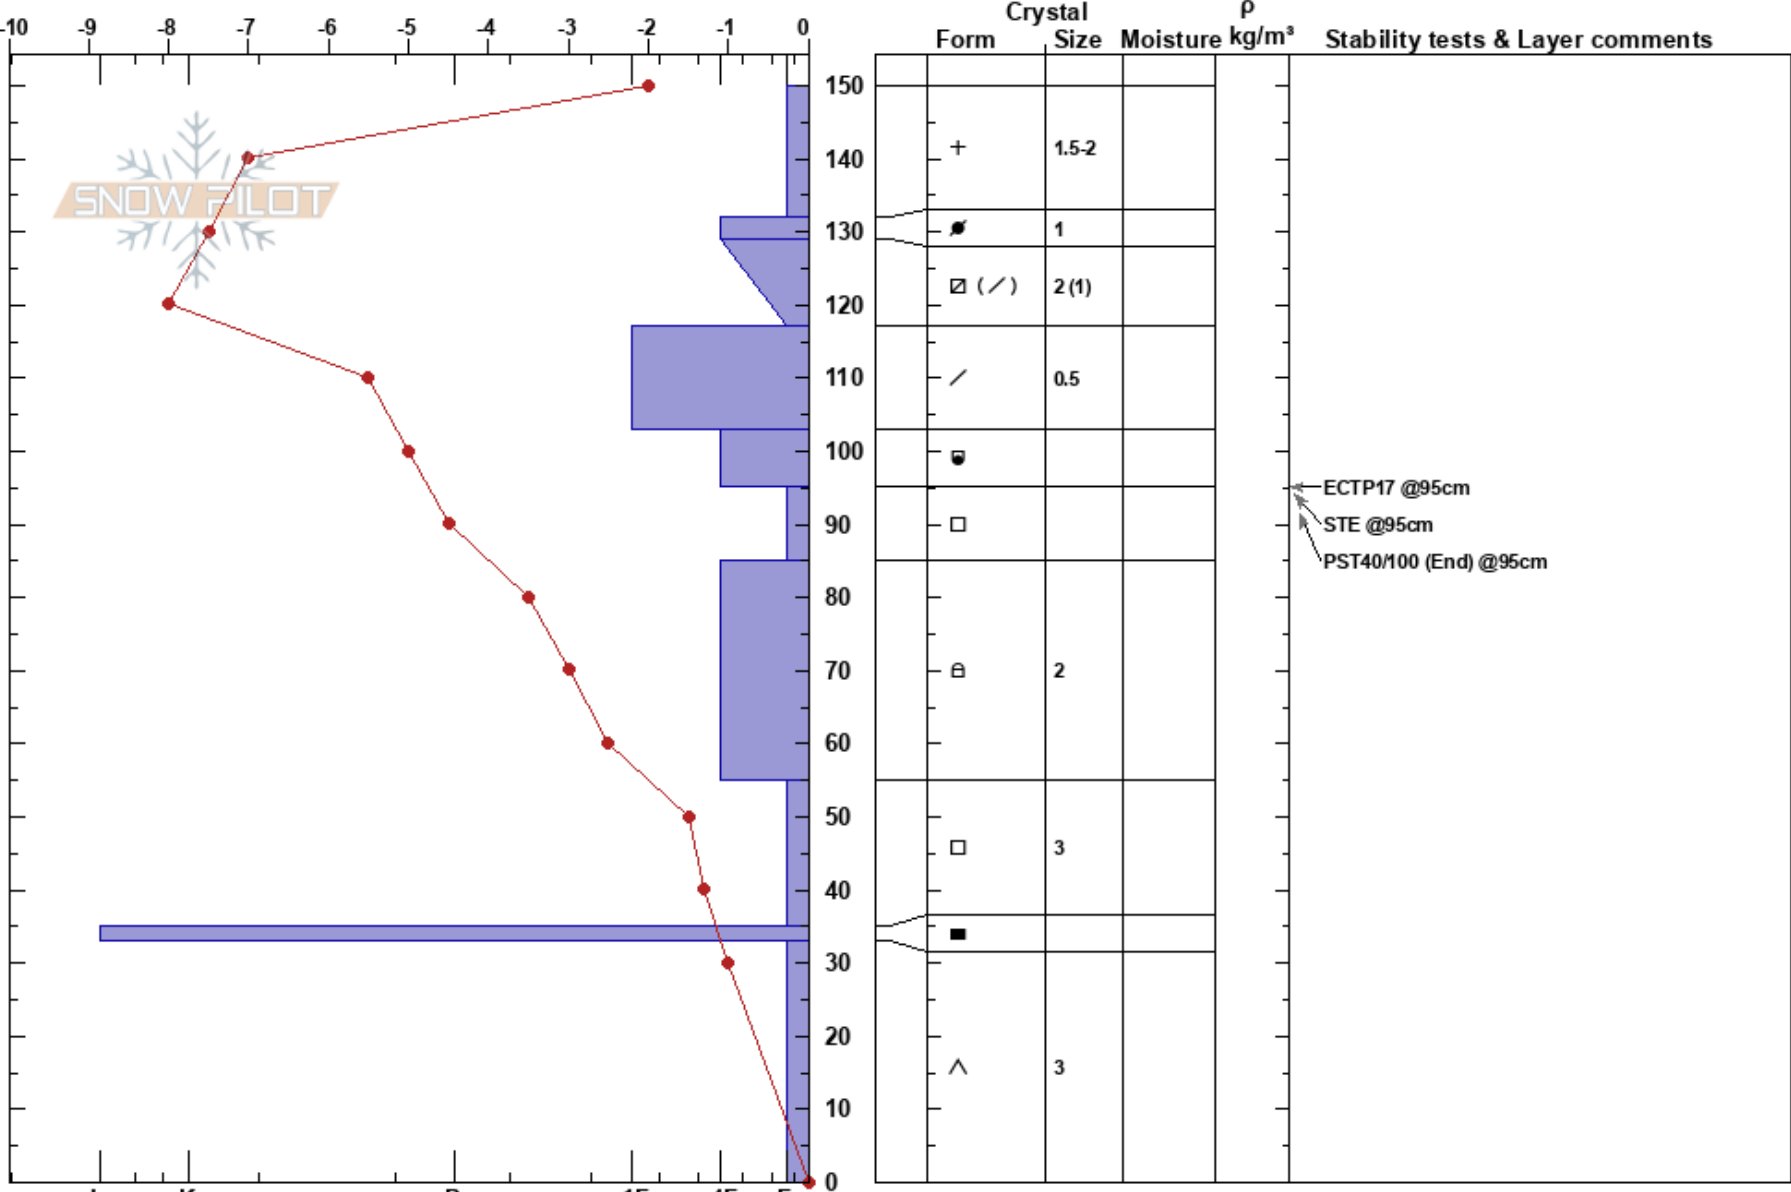 Crystal ρ
-10 -9 -8 -7 -6 -5 -4 -3 -2 -1 0 Form Size Moisture kg/m³ Stability tests & Layer comments
150
140 + 1.5-2
SNOW PILOT
130 1
120 (/) 2 (1)
110 / 0.5
100
ECTP17 @95cm
90 STE @95cm
PST40/100 (End) @95cm
80
70 2
60
50
3
40
30
20
3
10
0